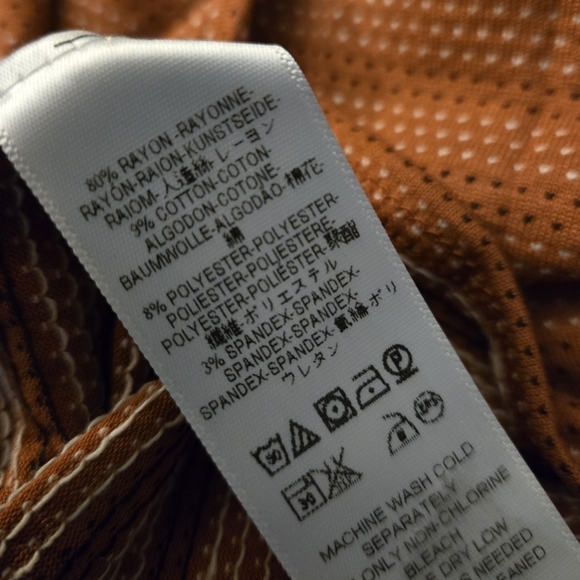 80% RAYON-RAYONNE-
RAYON-RAION-KUNSTSEIDE-
RAIOM-人造絲 レーヨン
9% COTTON-COTON
ALGODON-COTONE-
BAUMWOLLE-ALGODAO-棉花
綿
8% POLYESTER-POLYESTER-
POLIESTER-POLIESTERE-
POLYESTER-POLIESTER-聚酯
纖維 ポリエステル
3% SPANDEX-SPANDEX-
SPANDEX-SPANDEX-
SPANDEX-SPANDEX-氨綸 ポリ
ウレタン
MACHINE WASH COLD
SEPARATELY
ONLY NON-CHLORINE
BLEACH
DRY LOW
NEEDED